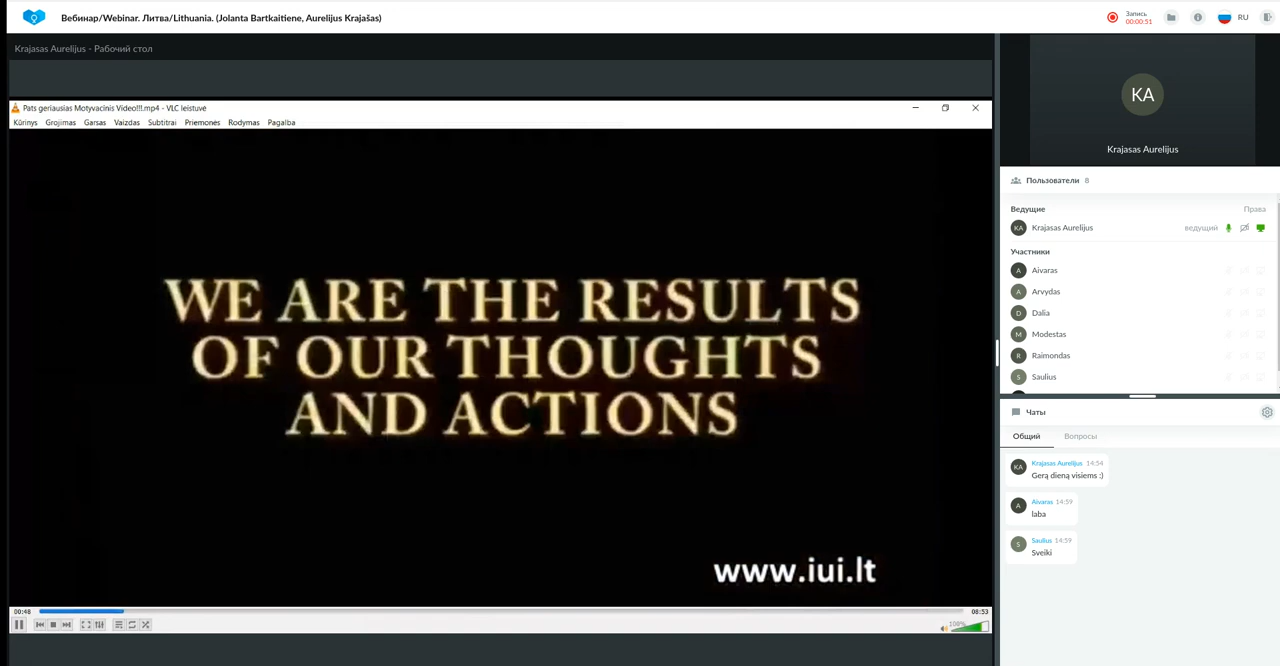 Вебинар/Webinar. Литва/Lithuania. (Jolanta Bartkaitiene, Aurelijus Krajašas)
Запись
00:00:51
RU
Krajasas Aurelijus - Рабочий стол
Pats geriausias Motyvacinis Video!!!.mp4 - VLC leistuvė
Kūrinys Grojimas Garsas Vaizdas Subtitrai Priemonės Rodymas Pagalba
WE ARE THE RESULTS
OF OUR THOUGHTS
AND ACTIONS
www.iui.lt
00:48
08:53
100%
KA
Krajasas Aurelijus
Пользователи 8
Ведущие Права
KA Krajasas Aurelijus ведущий
Участники
A Aivaras
A Arvydas
D Dalia
M Modestas
R Raimondas
S Saulius
Чаты
Общий Вопросы
KA Krajasas Aurelijus 14:54
Gerą dieną visiems :)
A Aivaras 14:59
laba
S Saulius 14:59
Sveiki